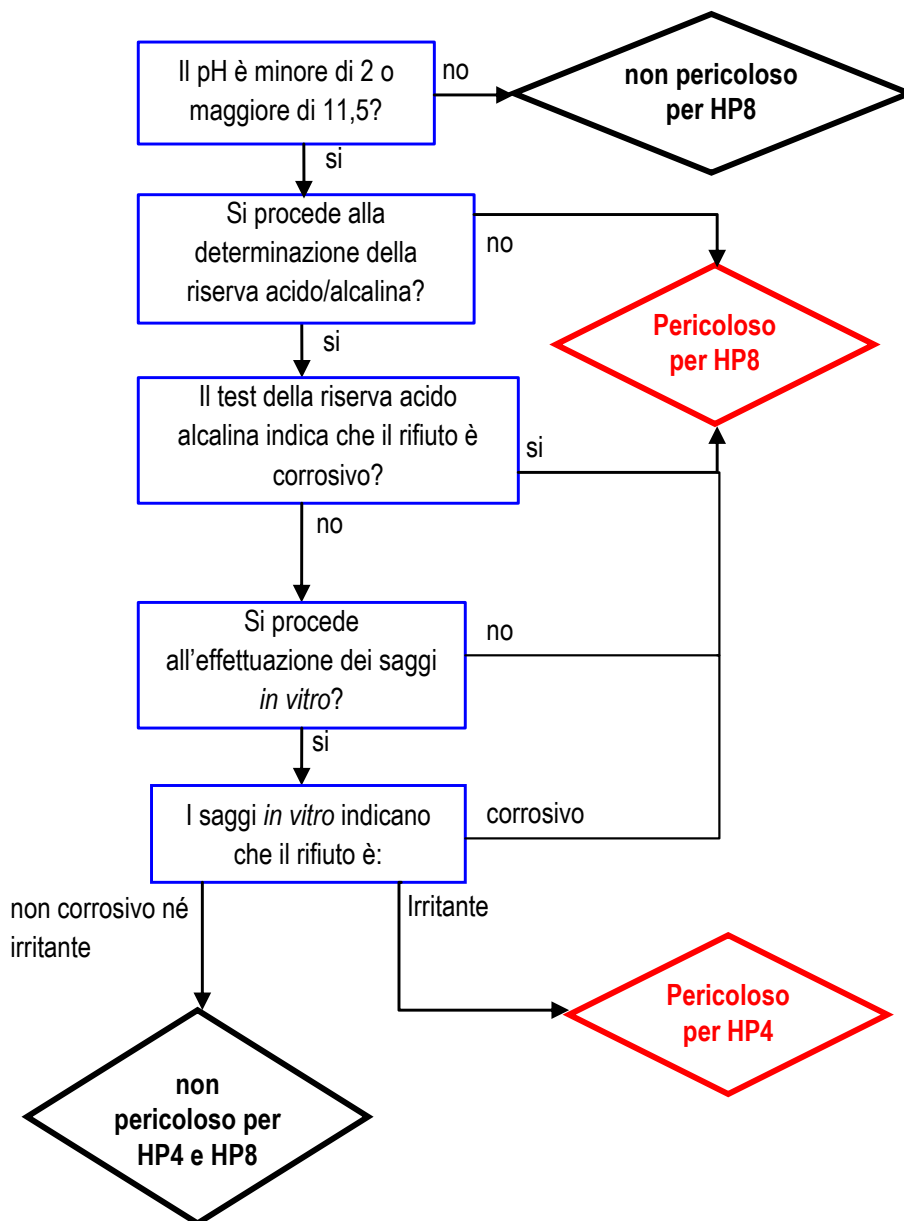 Il pH è minore di 2 o
maggiore di 11,5?
no
non pericoloso
per HP8
si
Si procede alla
determinazione della
riserva acido/alcalina?
no
Pericoloso
per HP8
si
Il test della riserva acido
alcalina indica che il rifiuto è
corrosivo?
si
no
Si procede
all'effettuazione dei saggi
in vitro?
no
si
I saggi in vitro indicano
che il rifiuto è:
corrosivo
non corrosivo né
irritante
Irritante
Pericoloso
per HP4
non
pericoloso per
HP4 e HP8